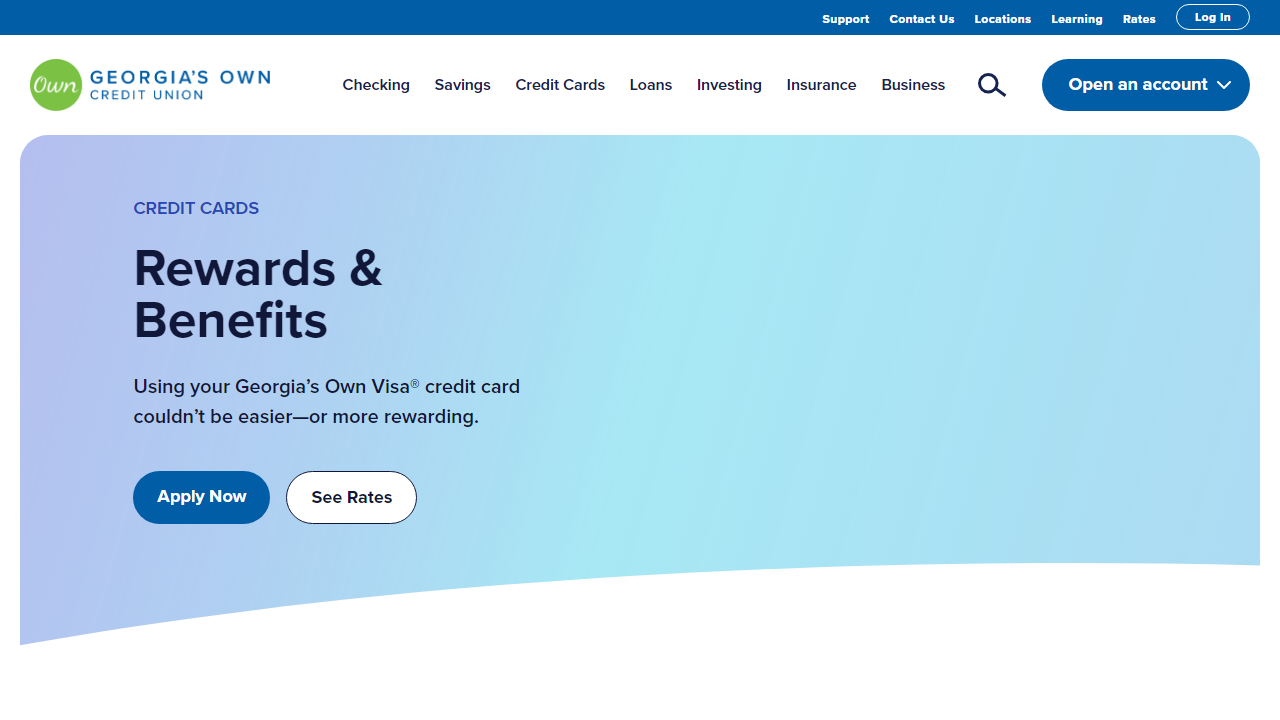 Support Contact Us Locations Learning Rates Log In
Own GEORGIA'S OWN
CREDIT UNION
Checking Savings Credit Cards Loans Investing Insurance Business Open an account
CREDIT CARDS
Rewards &
Benefits
Using your Georgia’s Own Visa® credit card
couldn’t be easier—or more rewarding.
Apply Now See Rates